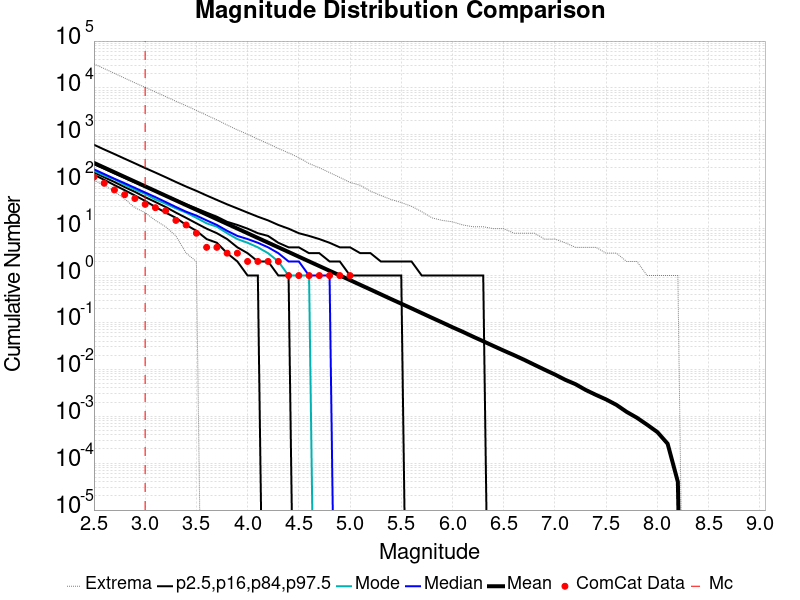 Magnitude Distribution Comparison
10^5
10^4
10^3
10^2
10^1
10^0
10^-1
10^-2
10^-3
10^-4
10^-5
Cumulative Number
2.5 3.0 3.5 4.0 4.5 5.0 5.5 6.0 6.5 7.0 7.5 8.0 8.5 9.0
Magnitude
Extrema p2.5,p16,p84,p97.5 Mode Median Mean ComCat Data Mc